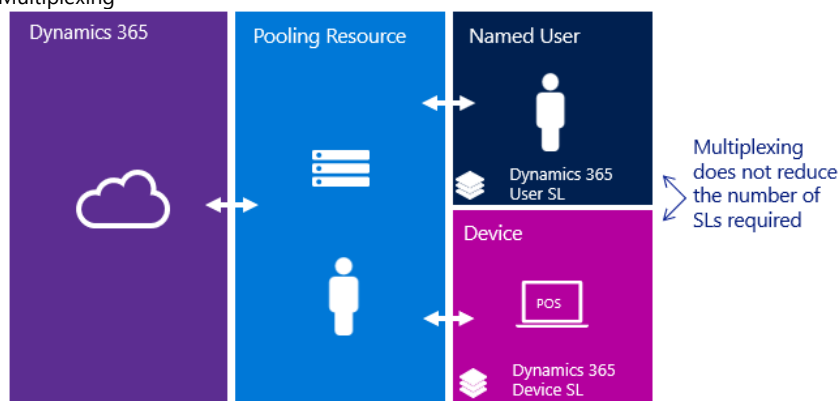 Multiplexing
Dynamics 365
Pooling Resource
Named User
Dynamics 365
User SL
Device
POS
Dynamics 365
Device SL
Multiplexing
does not reduce
the number of
SLs required